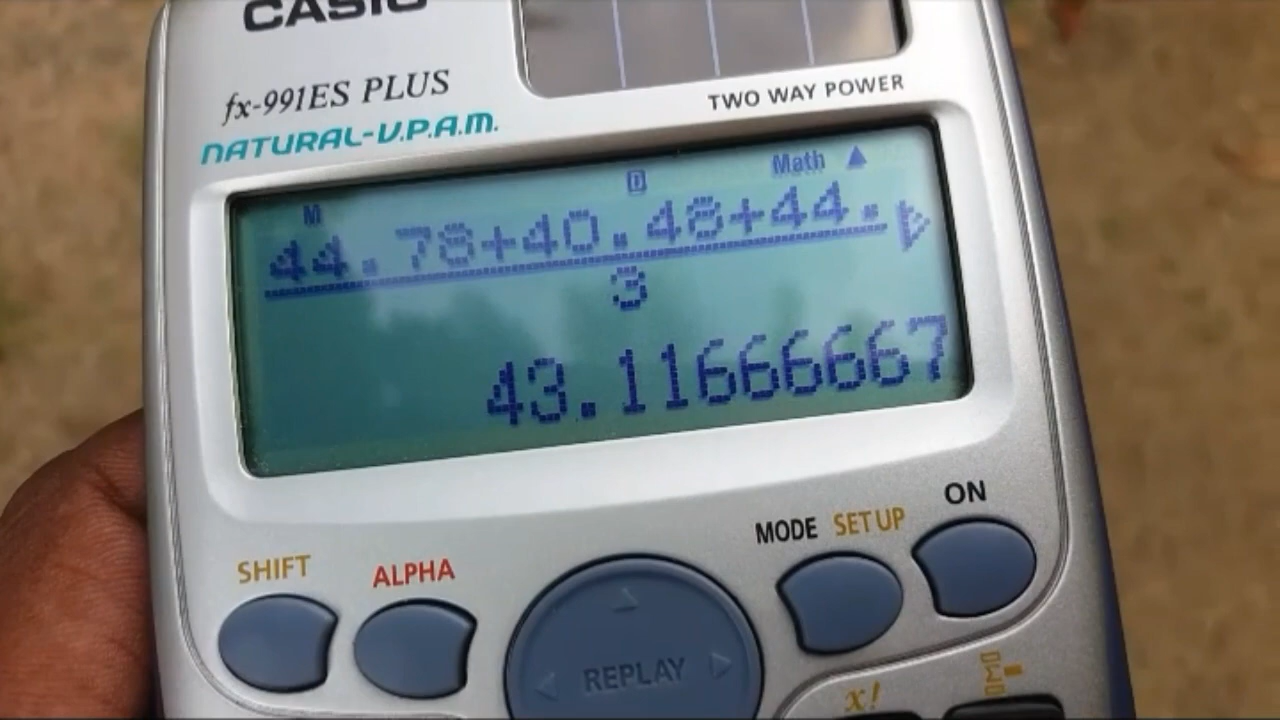 CASIO
fx-991ES PLUS
TWO WAY POWER
NATURAL-V.P.A.M.
M D Math ▲
44.78+40.48+44.
3
43.11666667
SHIFT ALPHA MODE SETUP ON
REPLAY
x!